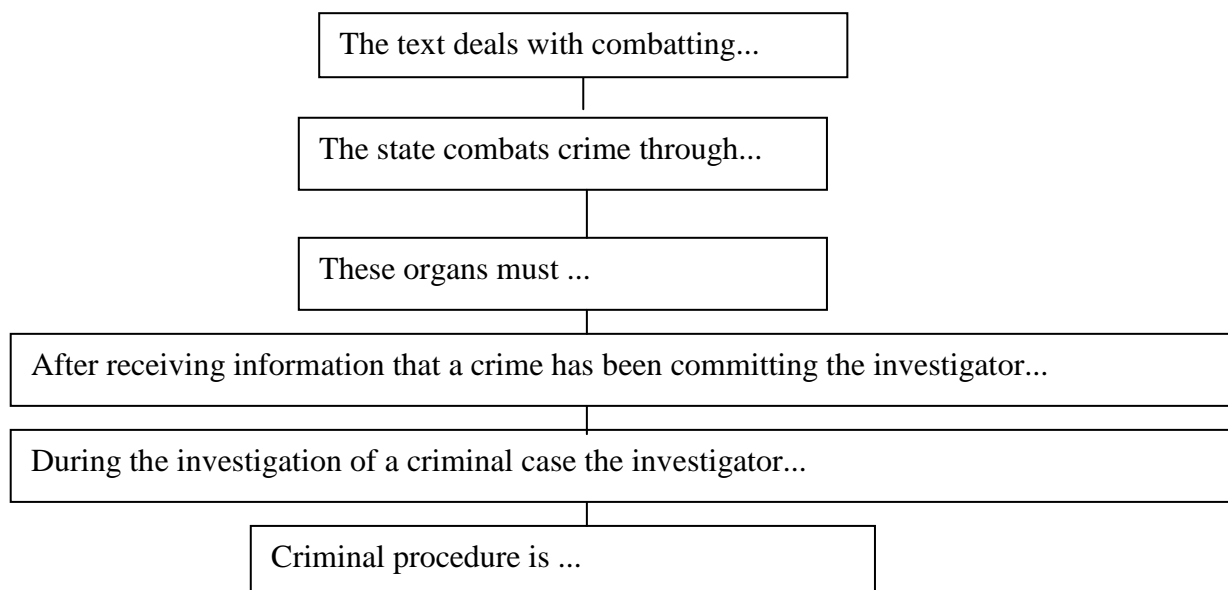 The text deals with combatting...
The state combats crime through...
These organs must ...
After receiving information that a crime has been committing the investigator...
During the investigation of a criminal case the investigator...
Criminal procedure is ...